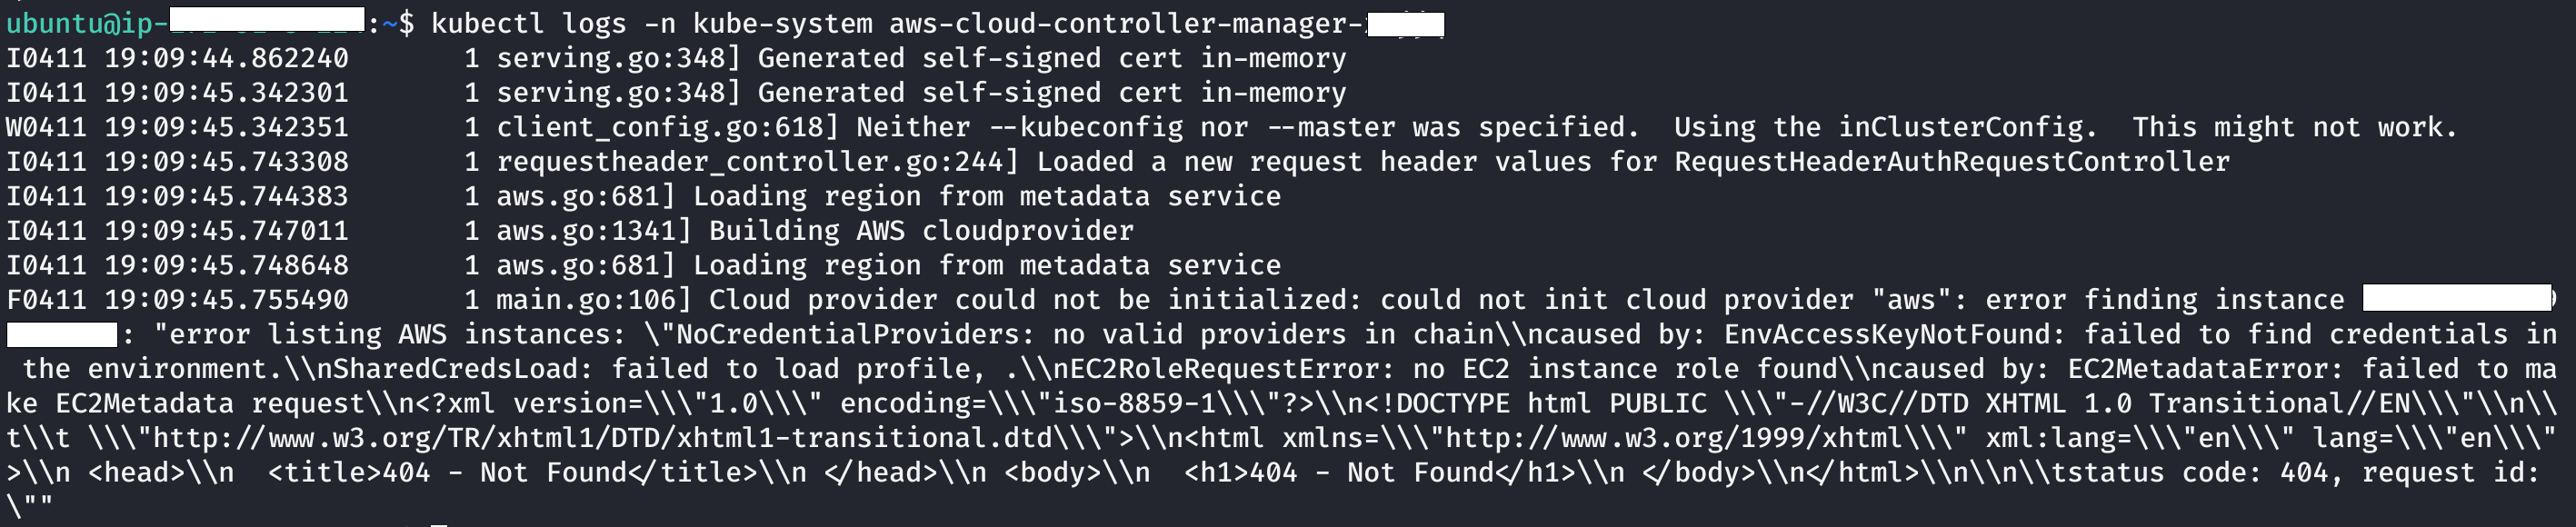 ubuntu@ip-:~$ kubectl logs -n kube-system aws-cloud-controller-manager-
I0411 19:09:44.862240       1 serving.go:348] Generated self-signed cert in-memory
I0411 19:09:45.342301       1 serving.go:348] Generated self-signed cert in-memory
W0411 19:09:45.342351       1 client_config.go:618] Neither --kubeconfig nor --master was specified.  Using the inClusterConfig.  This might not work.
I0411 19:09:45.743308       1 requestheader_controller.go:244] Loaded a new request header values for RequestHeaderAuthRequestController
I0411 19:09:45.744383       1 aws.go:681] Loading region from metadata service
I0411 19:09:45.747011       1 aws.go:1341] Building AWS cloudprovider
I0411 19:09:45.748648       1 aws.go:681] Loading region from metadata service
F0411 19:09:45.755490       1 main.go:106] Cloud provider could not be initialized: could not init cloud provider "aws": error finding instance
: "error listing AWS instances: \"NoCredentialProviders: no valid providers in chain\\ncaused by: EnvAccessKeyNotFound: failed to find credentials in
 the environment.\\nSharedCredsLoad: failed to load profile, .\\nEC2RoleRequestError: no EC2 instance role found\\ncaused by: EC2MetadataError: failed to ma
ke EC2Metadata request\\n<?xml version=\\\"1.0\\\" encoding=\\\"iso-8859-1\\\"?>\\n<!DOCTYPE html PUBLIC \\\"-//W3C//DTD XHTML 1.0 Transitional//EN\\\"\\n\\
t\\t \\\"http://www.w3.org/TR/xhtml1/DTD/xhtml1-transitional.dtd\\\">\\n<html xmlns=\\\"http://www.w3.org/1999/xhtml\\\" xml:lang=\\\"en\\\" lang=\\\"en\\\"
>\\n <head>\\n  <title>404 - Not Found</title>\\n </head>\\n <body>\\n  <h1>404 - Not Found</h1>\\n </body>\\n</html>\\n\\n\\tstatus code: 404, request id:
\""